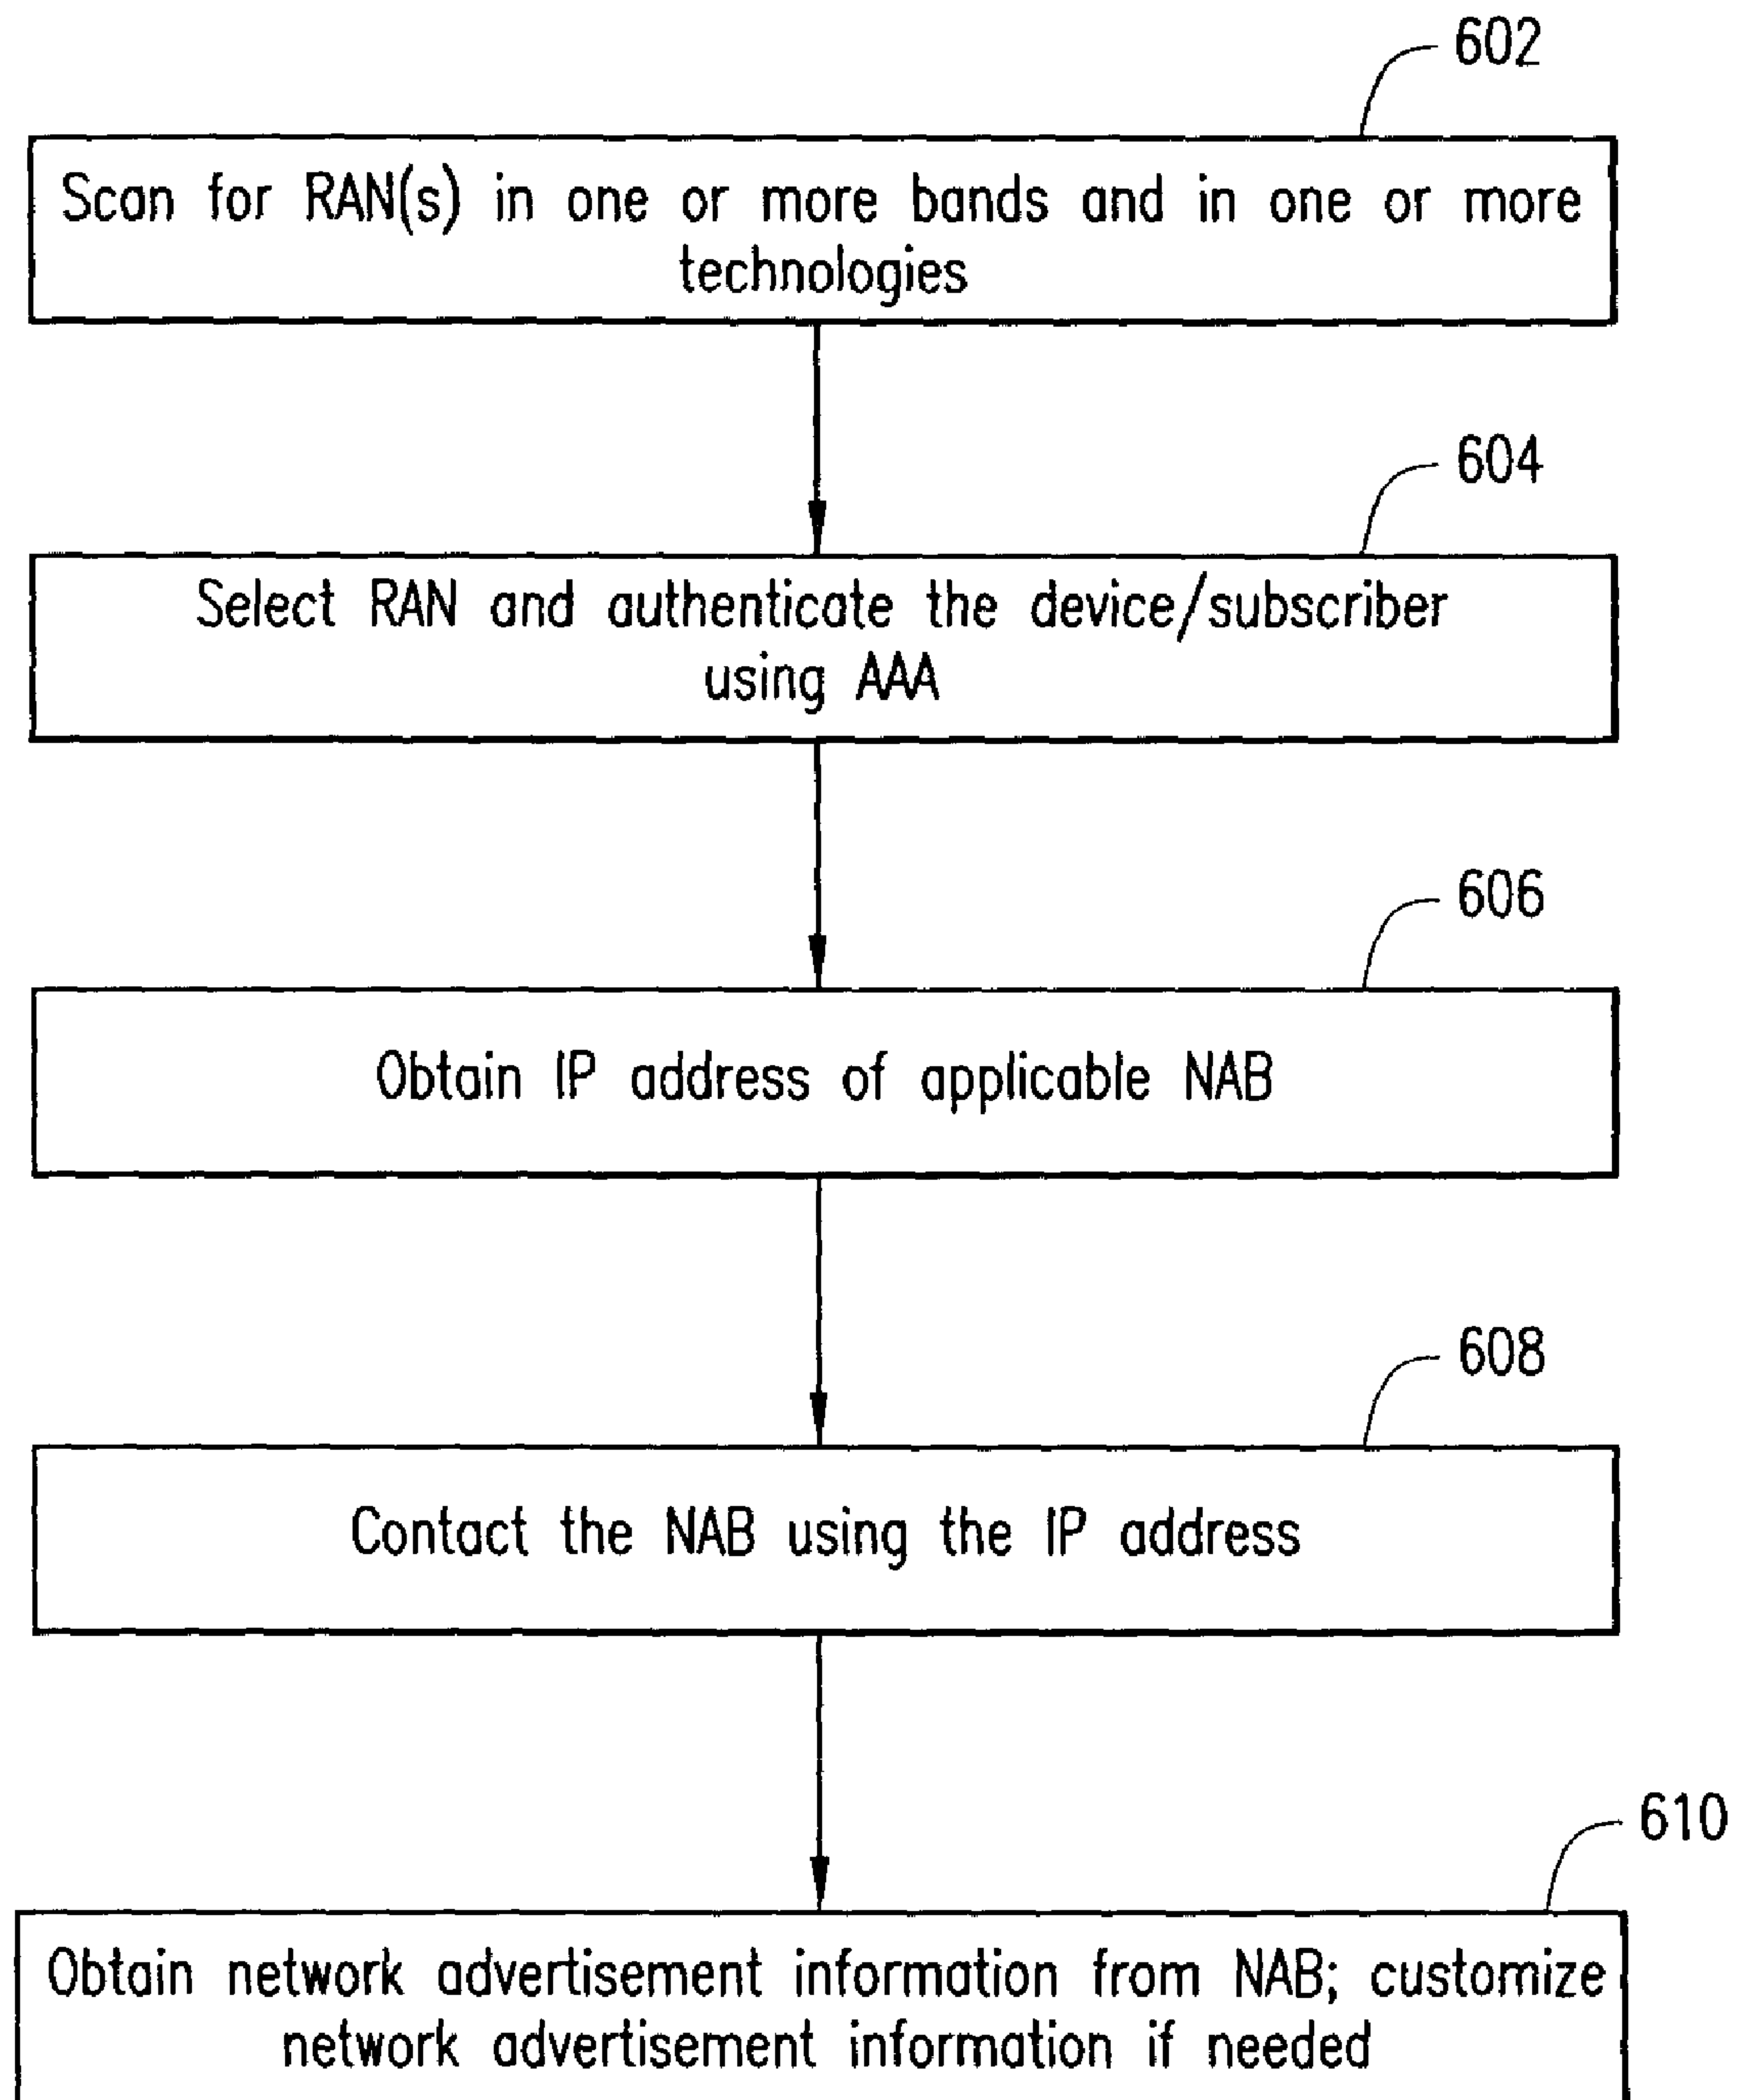 602
Scan for RAN(s) in one or more bands and in one or more
technologies
604
Select RAN and authenticate the device/subscriber
using AAA
606
Obtain IP address of applicable NAB
608
Contact the NAB using the IP address
610
Obtain network advertisement information from NAB; customize
network advertisement information if needed